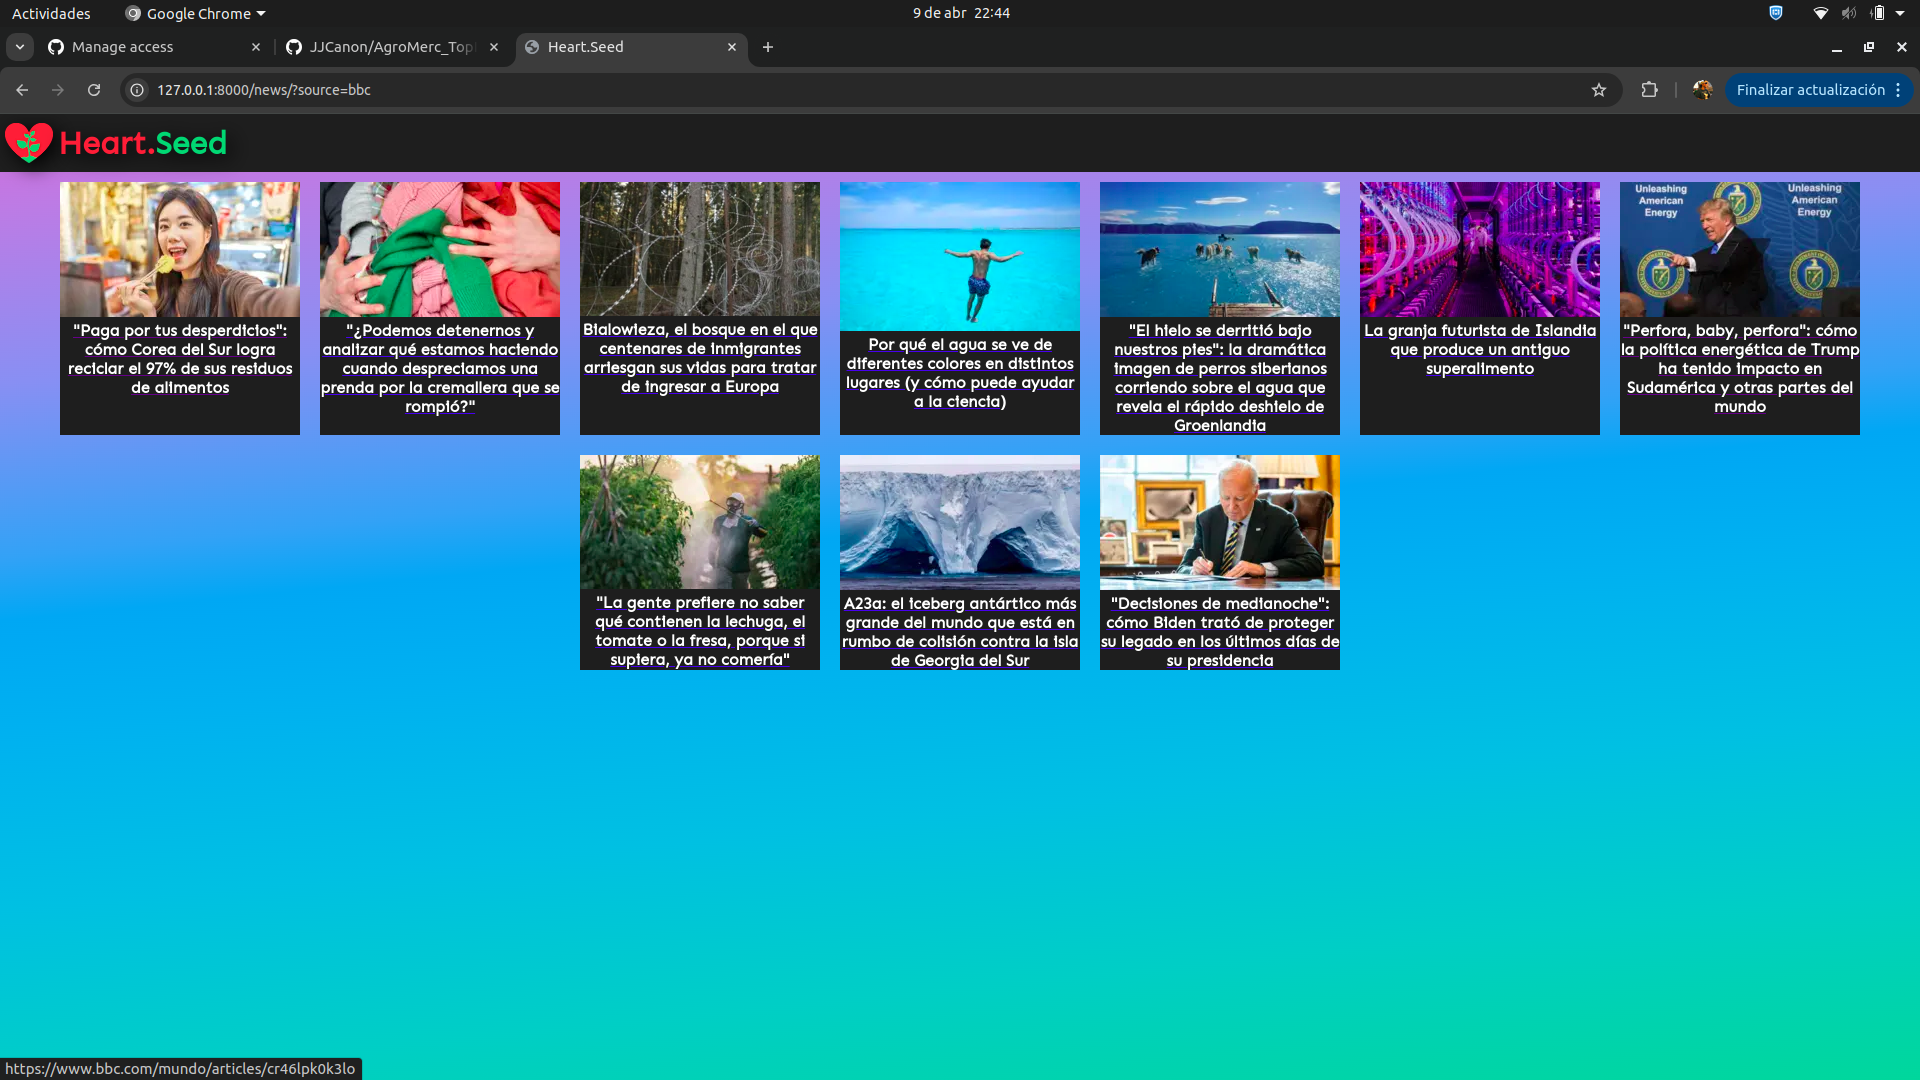 Actividades
Google Chrome
9 de abr 22:44
Manage access
JJCanon/AgroMerc_Top
Heart.Seed
127.0.0.1:8000/news/?source=bbc
Finalizar actualización
Heart.Seed
"Paga por tus desperdicios":
cómo Corea del Sur logra
reciclar el 97% de sus residuos
de alimentos
"¿Podemos detenernos y
analizar qué estamos haciendo
cuando despreciamos una
prenda por la cremallera que se
rompió?"
Bialowieza, el bosque en el que
centenares de inmigrantes
arriesgan sus vidas para tratar
de ingresar a Europa
Por qué el agua se ve de
diferentes colores en distintos
lugares (y cómo puede ayudar
a la ciencia)
"El hielo se derritió bajo
nuestros pies": la dramática
imagen de perros siberianos
corriendo sobre el agua que
revela el rápido deshielo de
Groenlandia
La granja futurista de Islandia
que produce un antiguo
superalimento
Unleashing
American
Energy
Unleashing
American
Energy
"Perfora, baby, perfora": cómo
la política energética de Trump
ha tenido impacto en
Sudamérica y otras partes del
mundo
"La gente prefiere no saber
qué contienen la lechuga, el
tomate o la fresa, porque si
supiera, ya no comería"
A23a: el iceberg antártico más
grande del mundo que está en
rumbo de colisión contra la isla
de Georgia del Sur
"Decisiones de medianoche":
cómo Biden trató de proteger
su legado en los últimos días de
su presidencia
https://www.bbc.com/mundo/articles/cr46lpk0k3lo